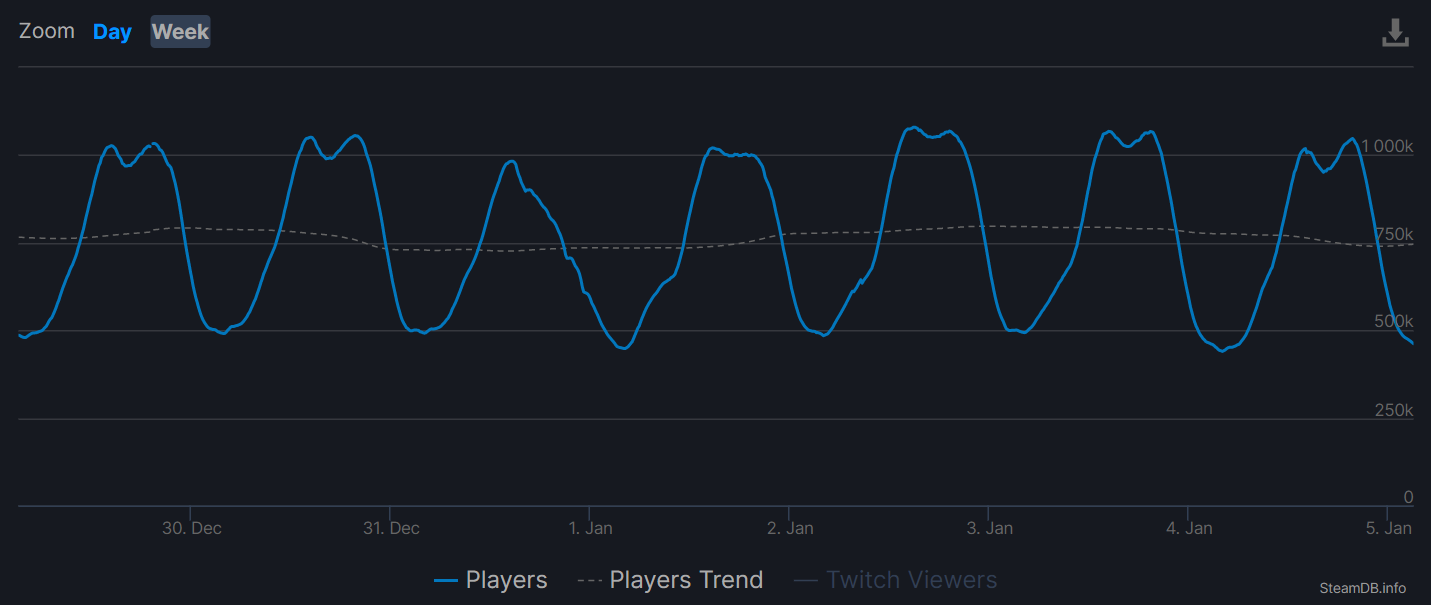 Zoom Day Week
1 000k
750k
500k
250k
0
30. Dec 31. Dec 1. Jan 2. Jan 3. Jan 4. Jan 5. Jan
Players Players Trend Twitch Viewers
SteamDB.info